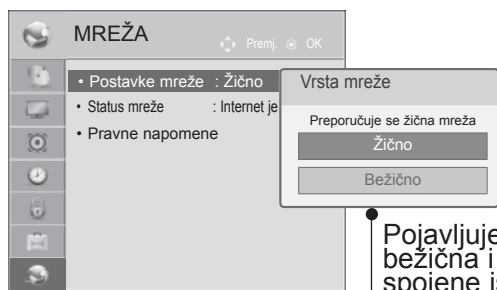 MREŽA
Premj. OK
• Postavke mreže : Žično
• Status mreže : Internet je
• Pravne napomene
Vrsta mreže
Preporučuje se žična mreža
Žično
Bežično
Pojavljuje
bežična i
spojene